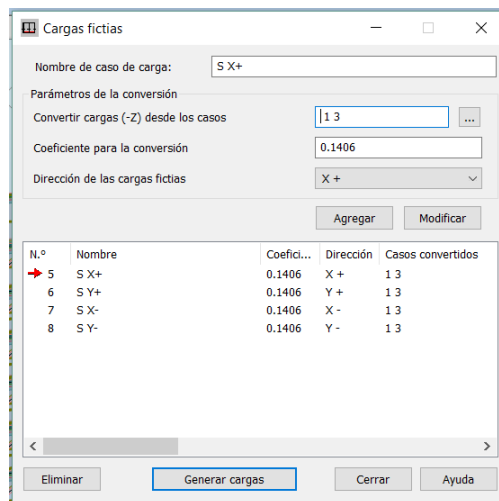 Cargas fictias
Nombre de caso de carga: S X+
Parámetros de la conversión
Convertir cargas (-Z) desde los casos 1 3 ...
Coeficiente para la conversión 0.1406
Dirección de las cargas fictias X +
Agregar Modificar
N.º Nombre Coefici... Dirección Casos convertidos
5 S X+ 0.1406 X + 1 3
6 S Y+ 0.1406 Y + 1 3
7 S X- 0.1406 X - 1 3
8 S Y- 0.1406 Y - 1 3
Eliminar Generar cargas Cerrar Ayuda